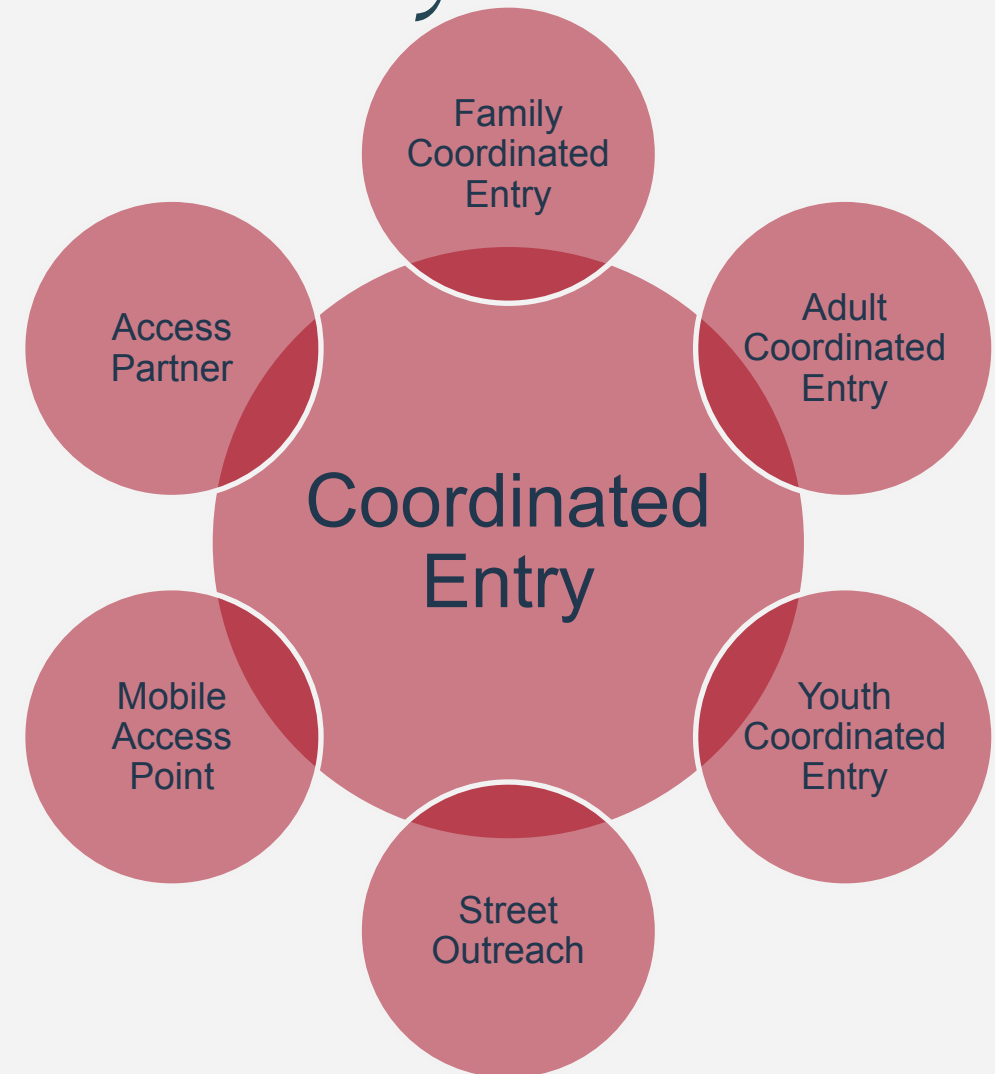 Family
Coordinated
Entry
Adult
Coordinated
Entry
Youth
Coordinated
Entry
Street
Outreach
Mobile
Access
Point
Access
Partner
Coordinated
Entry